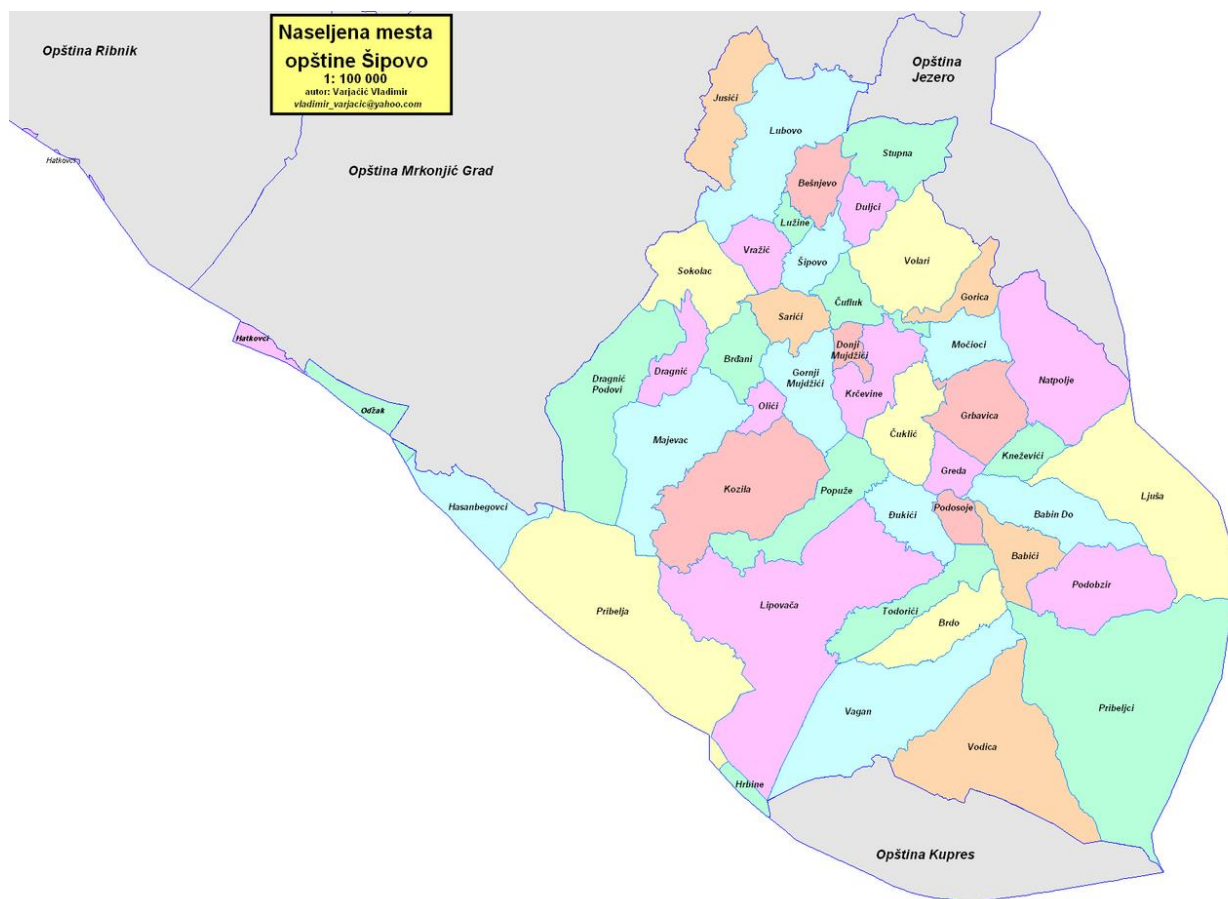 Naseljena mesta
opštine Šipovo
1: 100 000
autor: Varjačić Vladimir
vladimir_varjacic@yahoo.com
Opština Ribnik
Opština
Jezero
Jusići
Lubovo
Stupna
Hatkovci
Opština Mrkonjić Grad
Bešnjevo
Duljci
Lužine
Vražić
Šipovo
Volari
Sokolac
Čufluk
Gorica
Sarići
Hatkovci
Donji
Mujdžići
Močioci
Brđani
Gornji
Mujdžići
Dragnić
Dragnić
Podovi
Natpolje
Krčevine
Olići
Odžak
Grbavica
Čuklić
Majevac
Kneževići
Greda
Kozila
Popuže
Ljuša
Hasanbegovci
Đukići
Podosoje
Babin Do
Babići
Podobzir
Pribelja
Lipovača
Todorići
Brdo
Vagan
Pribeljci
Vodica
Hrbine
Opština Kupres